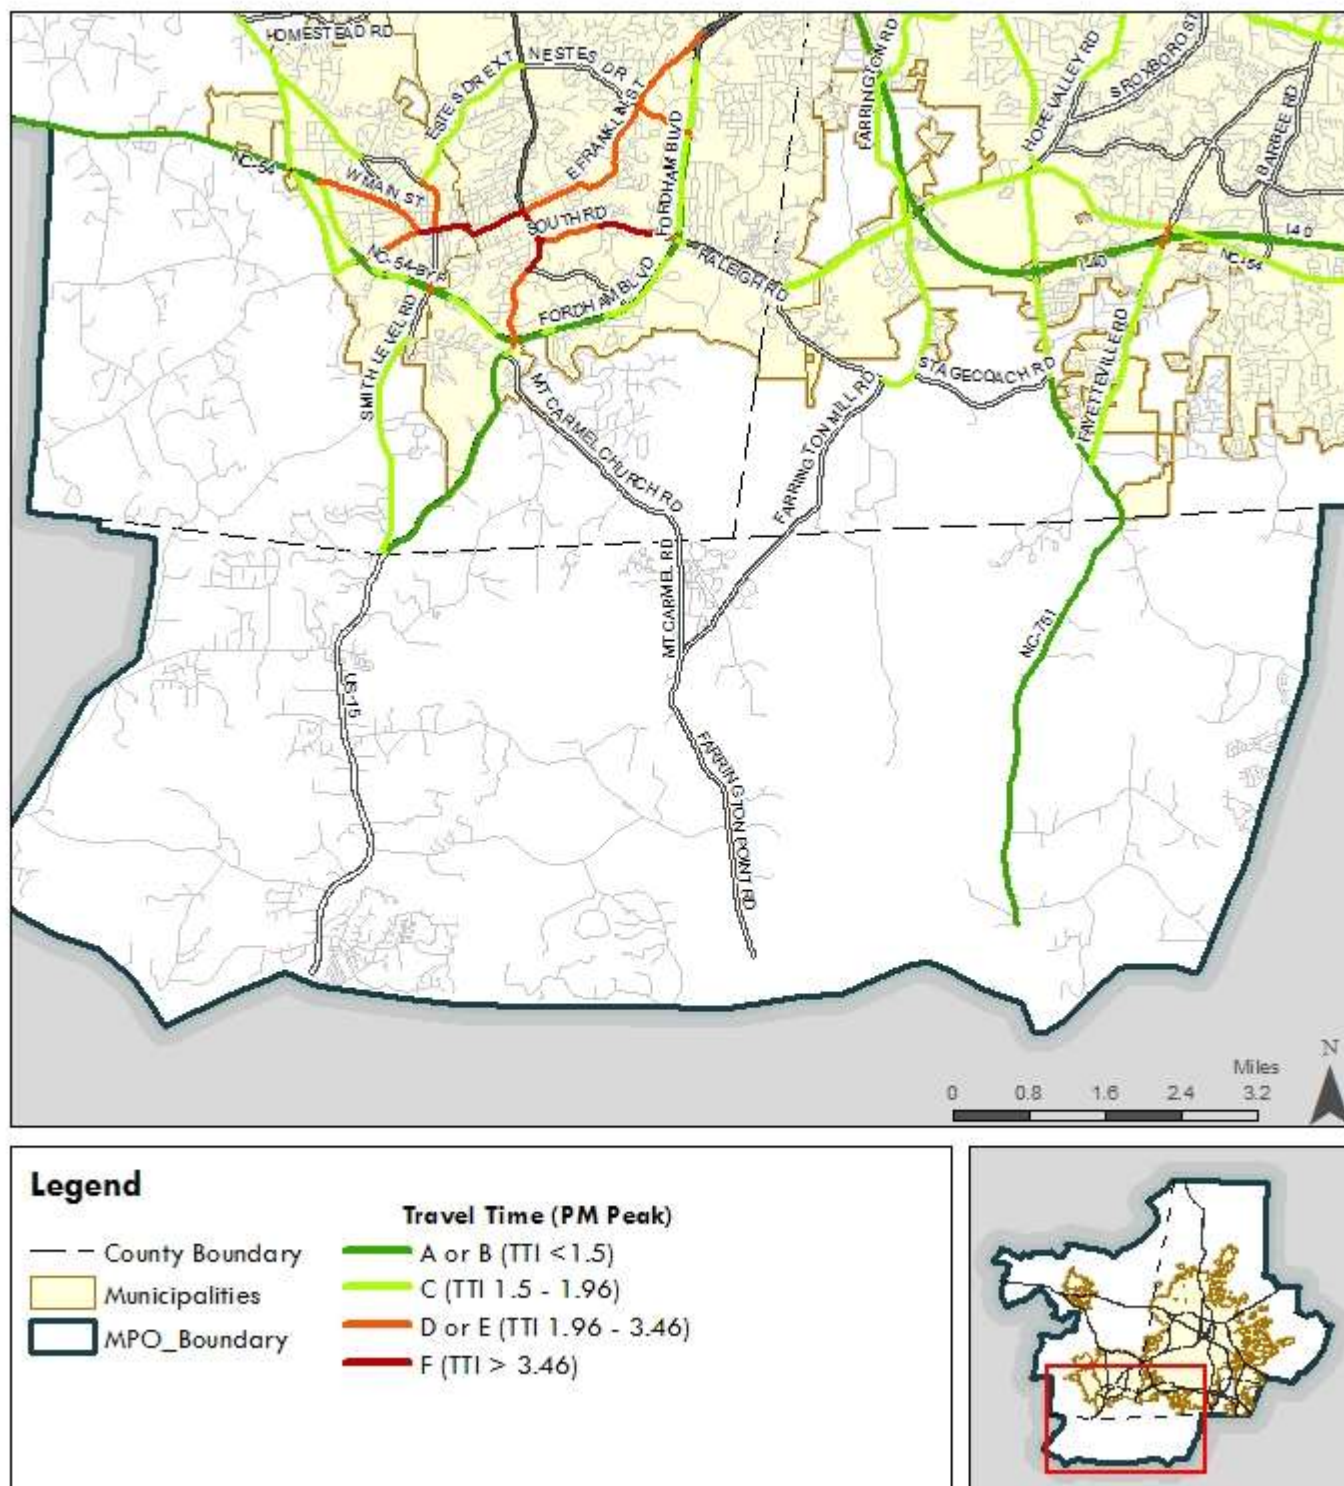 HOMESTEAD RD
NESTES DR
ESTES DR EXT
E FRANKLIN ST
FORDHAM BLVD
FARRINGTON RD
HOPE VALLEY RD
S ROXBORO ST
BARBEE RD
NC-54
W MAIN ST
SOUTH RD
NC-54-BYP
RALEIGH RD
I-40
I 40
NC-54
SMITH LEVEL RD
FORDHAM BLVD
STAGECOACH RD
FAYETTEVILLE RD
MT CARMEL CHURCH RD
FARRINGTON MILL RD
MT CARMEL RD
NC-751
US-15
FARRINGTON POINT RD
N
Miles
0 0.8 1.6 2.4 3.2
Legend
Travel Time (PM Peak)
County Boundary
A or B (TTI <1.5)
Municipalities
C (TTI 1.5 - 1.96)
MPO_Boundary
D or E (TTI 1.96 - 3.46)
F (TTI > 3.46)